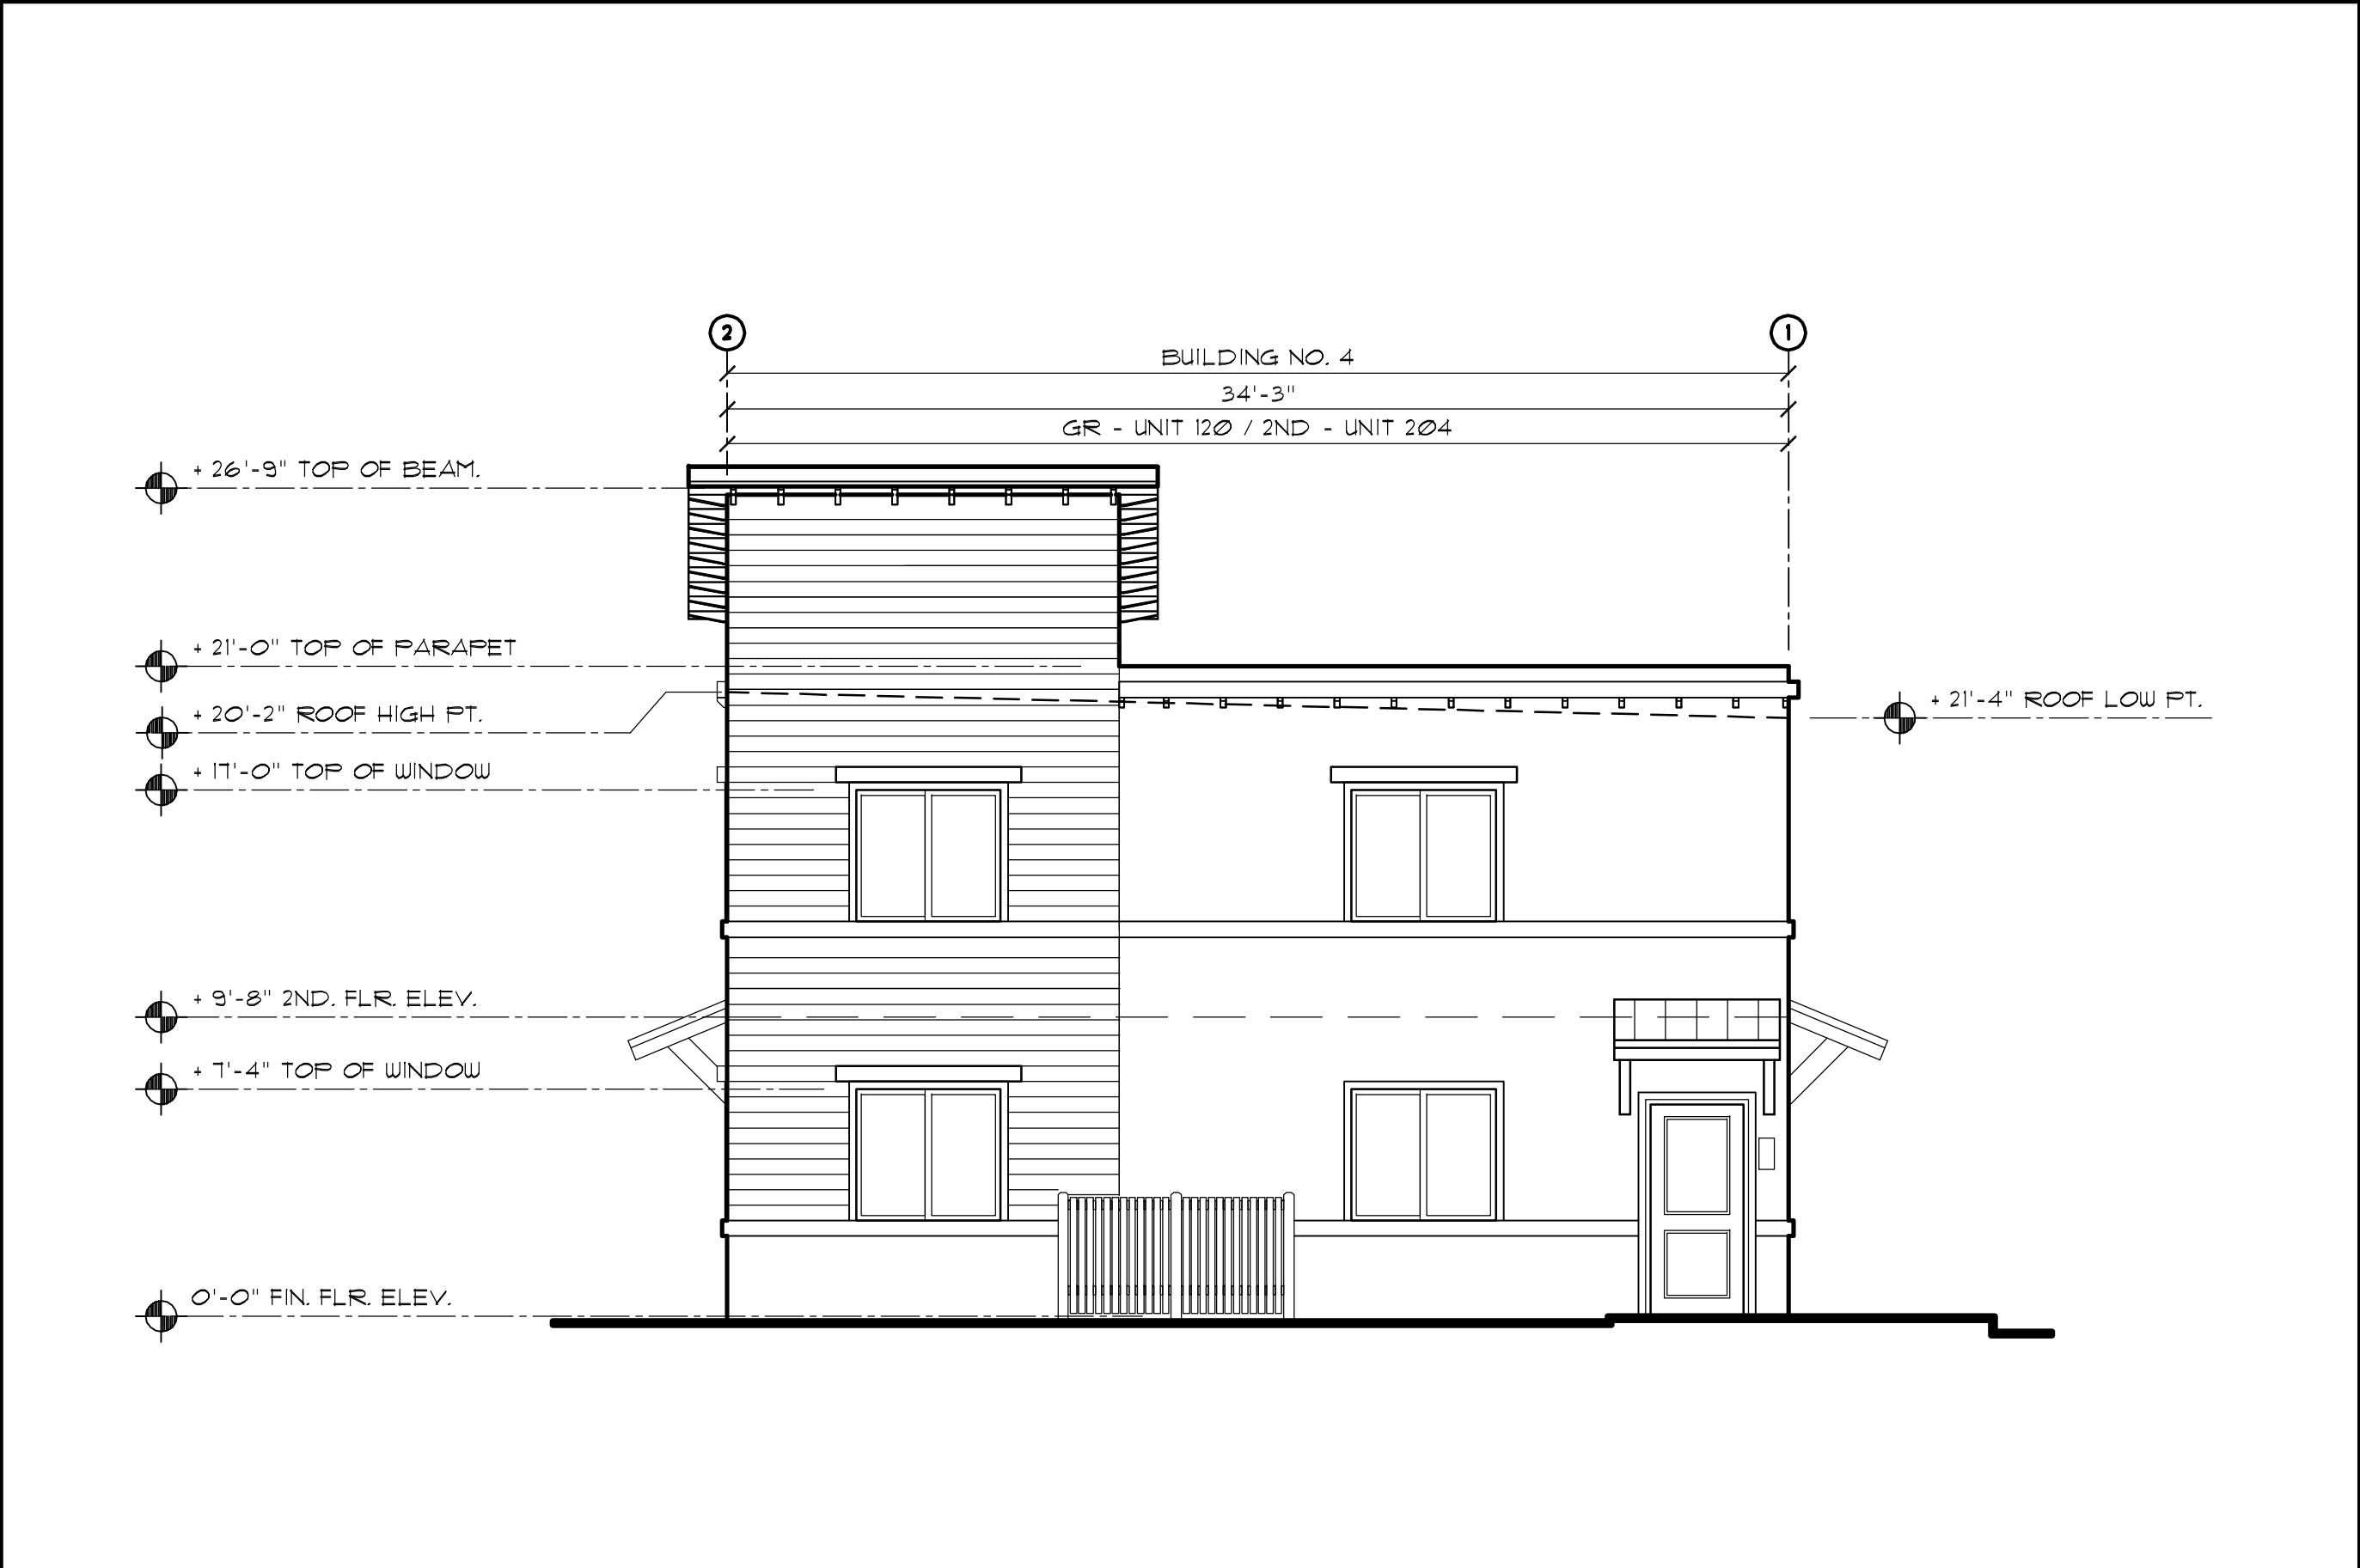 2
1
BUILDING NO. 4
34'-3"
GR - UNIT 120 / 2ND - UNIT 204
+ 26'-9" TOP OF BEAM.
+ 21'-0" TOP OF PARAPET
+ 20'-2" ROOF HIGH PT.
+ 21'-4" ROOF LOW PT.
+ 17'-0" TOP OF WINDOW
+ 9'-8" 2ND. FLR. ELEV.
+ 7'-4" TOP OF WINDOW
0'-0" FIN. FLR. ELEV.